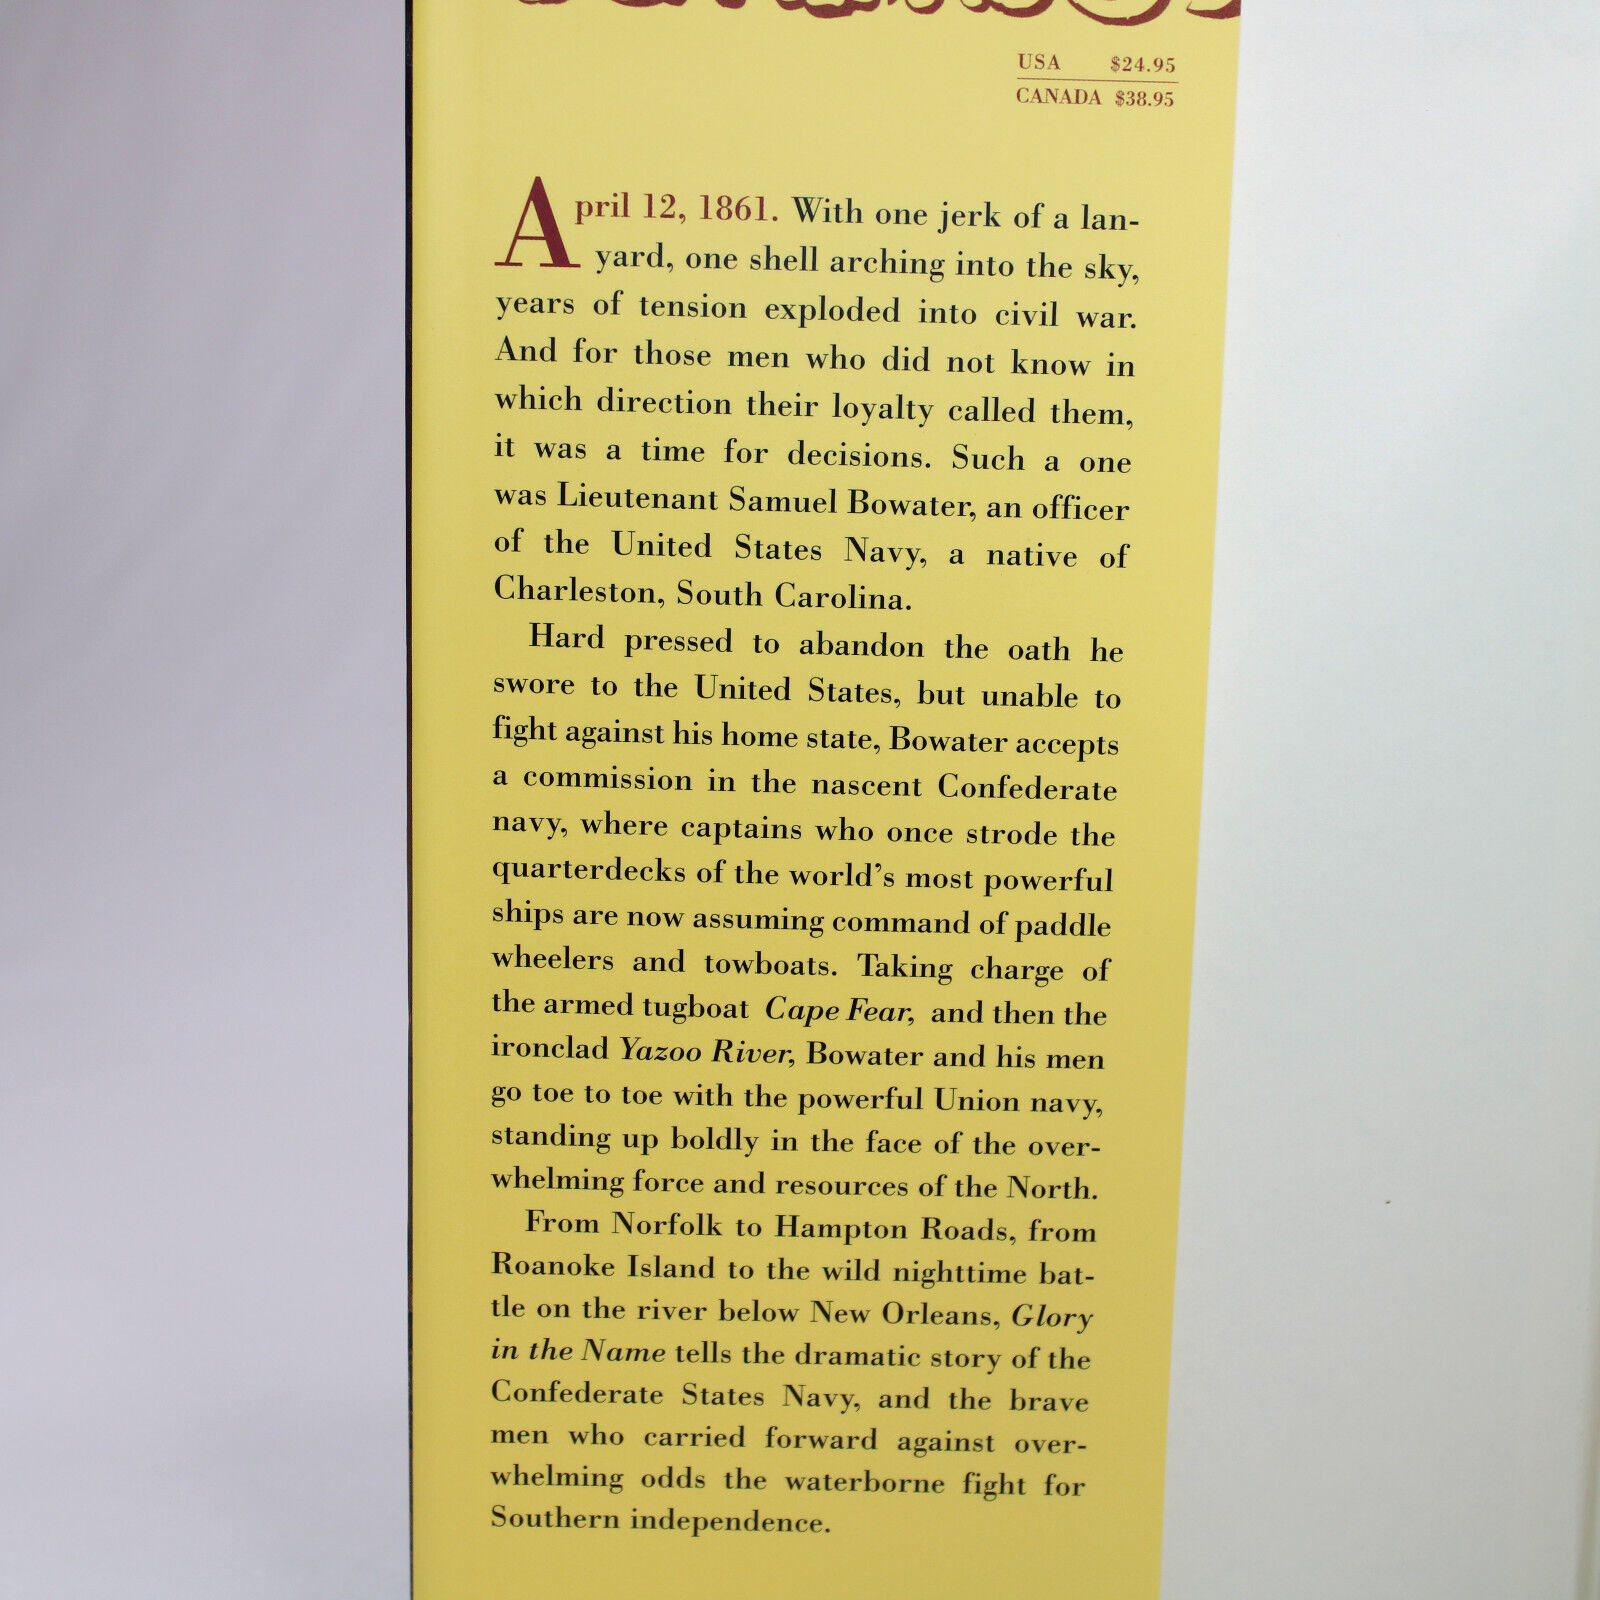 USA $24.95
CANADA $38.95
April 12, 1861. With one jerk of a lan-
yard, one shell arching into the sky,
years of tension exploded into civil war.
And for those men who did not know in
which direction their loyalty called them,
it was a time for decisions. Such a one
was Lieutenant Samuel Bowater, an officer
of the United States Navy, a native of
Charleston, South Carolina.
Hard pressed to abandon the oath he
swore to the United States, but unable to
fight against his home state, Bowater accepts
a commission in the nascent Confederate
navy, where captains who once strode the
quarterdecks of the world's most powerful
ships are now assuming command of paddle
wheelers and towboats. Taking charge of
the armed tugboat Cape Fear, and then the
ironclad Yazoo River, Bowater and his men
go toe to toe with the powerful Union navy,
standing up boldly in the face of the over-
whelming force and resources of the North.
From Norfolk to Hampton Roads, from
Roanoke Island to the wild nighttime bat-
tle on the river below New Orleans, Glory
in the Name tells the dramatic story of the
Confederate States Navy, and the brave
men who carried forward against over-
whelming odds the waterborne fight for
Southern independence.